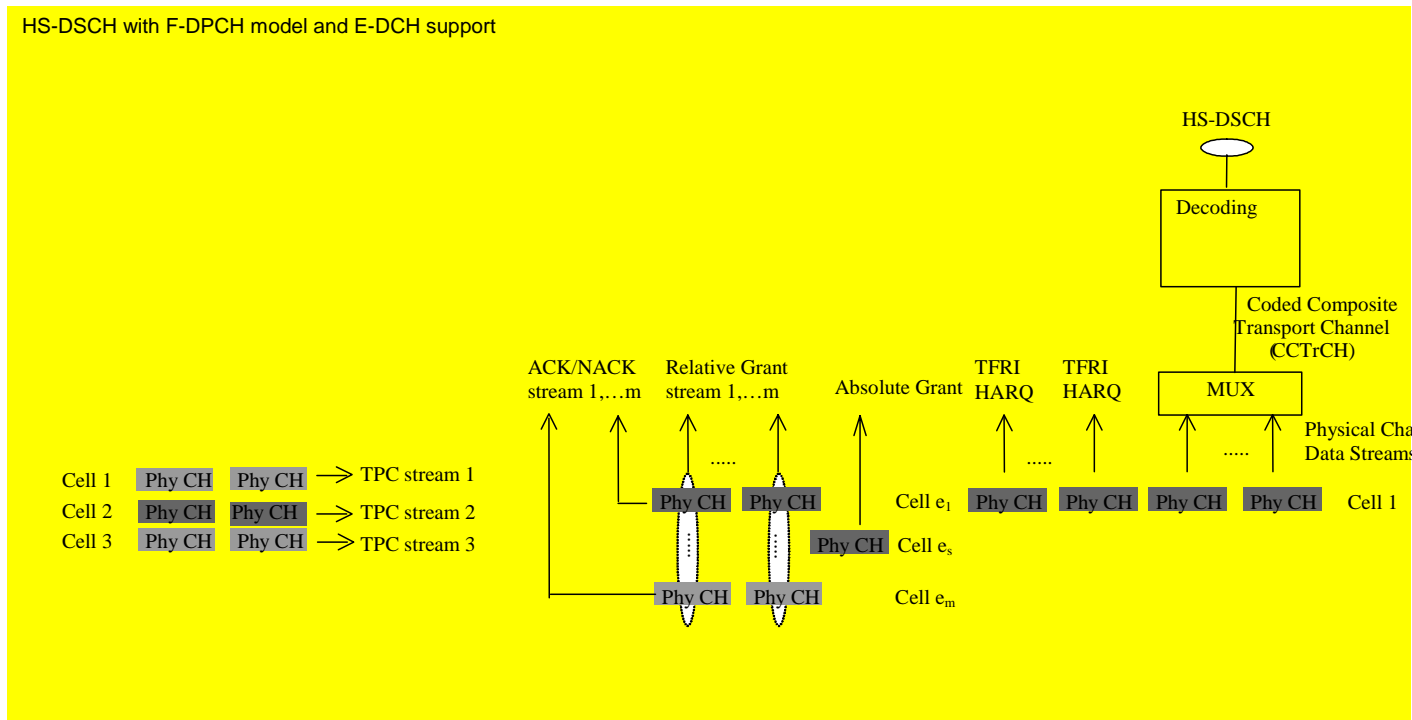 HS-DSCH with F-DPCH model and E-DCH support
HS-DSCH
Decoding
Coded Composite
Transport Channel
(CCTrCH)
MUX
Physical Cha
Data Streams
.....
ACK/NACK
stream 1,…m
Relative Grant
stream 1,…m
Absolute Grant
TFRI
HARQ
TFRI
HARQ
.....
.....
Cell 1 Phy CH Phy CH TPC stream 1
Cell 2 Phy CH Phy CH TPC stream 2
Cell 3 Phy CH Phy CH TPC stream 3
Phy CH Phy CH Cell e1 Phy CH Phy CH Phy CH Phy CH Cell 1
.... ....
Phy CH Cell es
Phy CH Phy CH Cell em